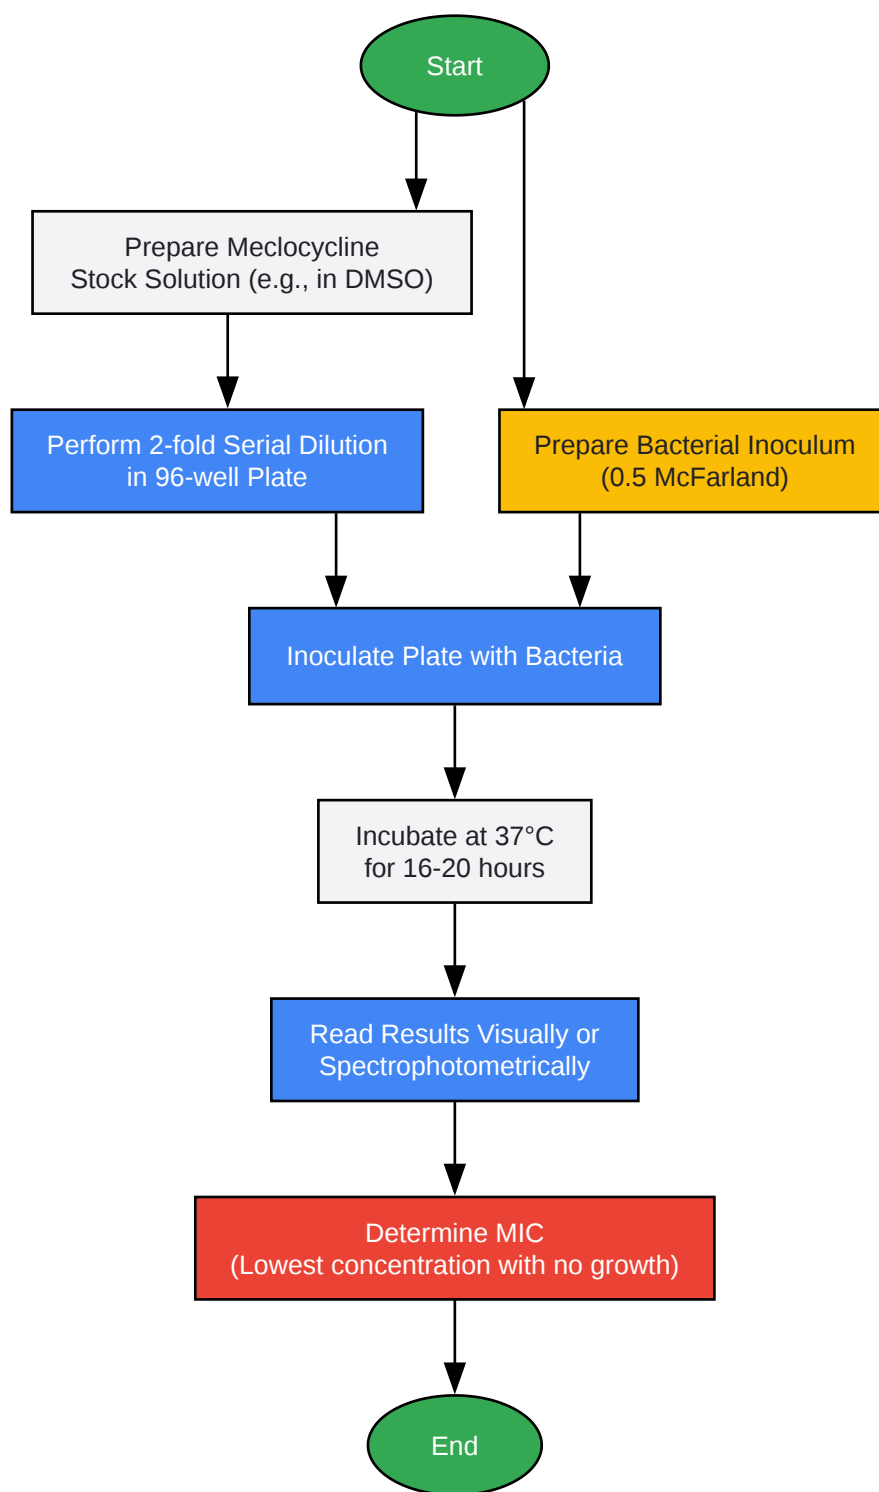 Start
Prepare Meclocycline
Stock Solution (e.g., in DMSO)
Perform 2-fold Serial Dilution
in 96-well Plate
Prepare Bacterial Inoculum
(0.5 McFarland)
Inoculate Plate with Bacteria
Incubate at 37°C
for 16-20 hours
Read Results Visually or
Spectrophotometrically
Determine MIC
(Lowest concentration with no growth)
End